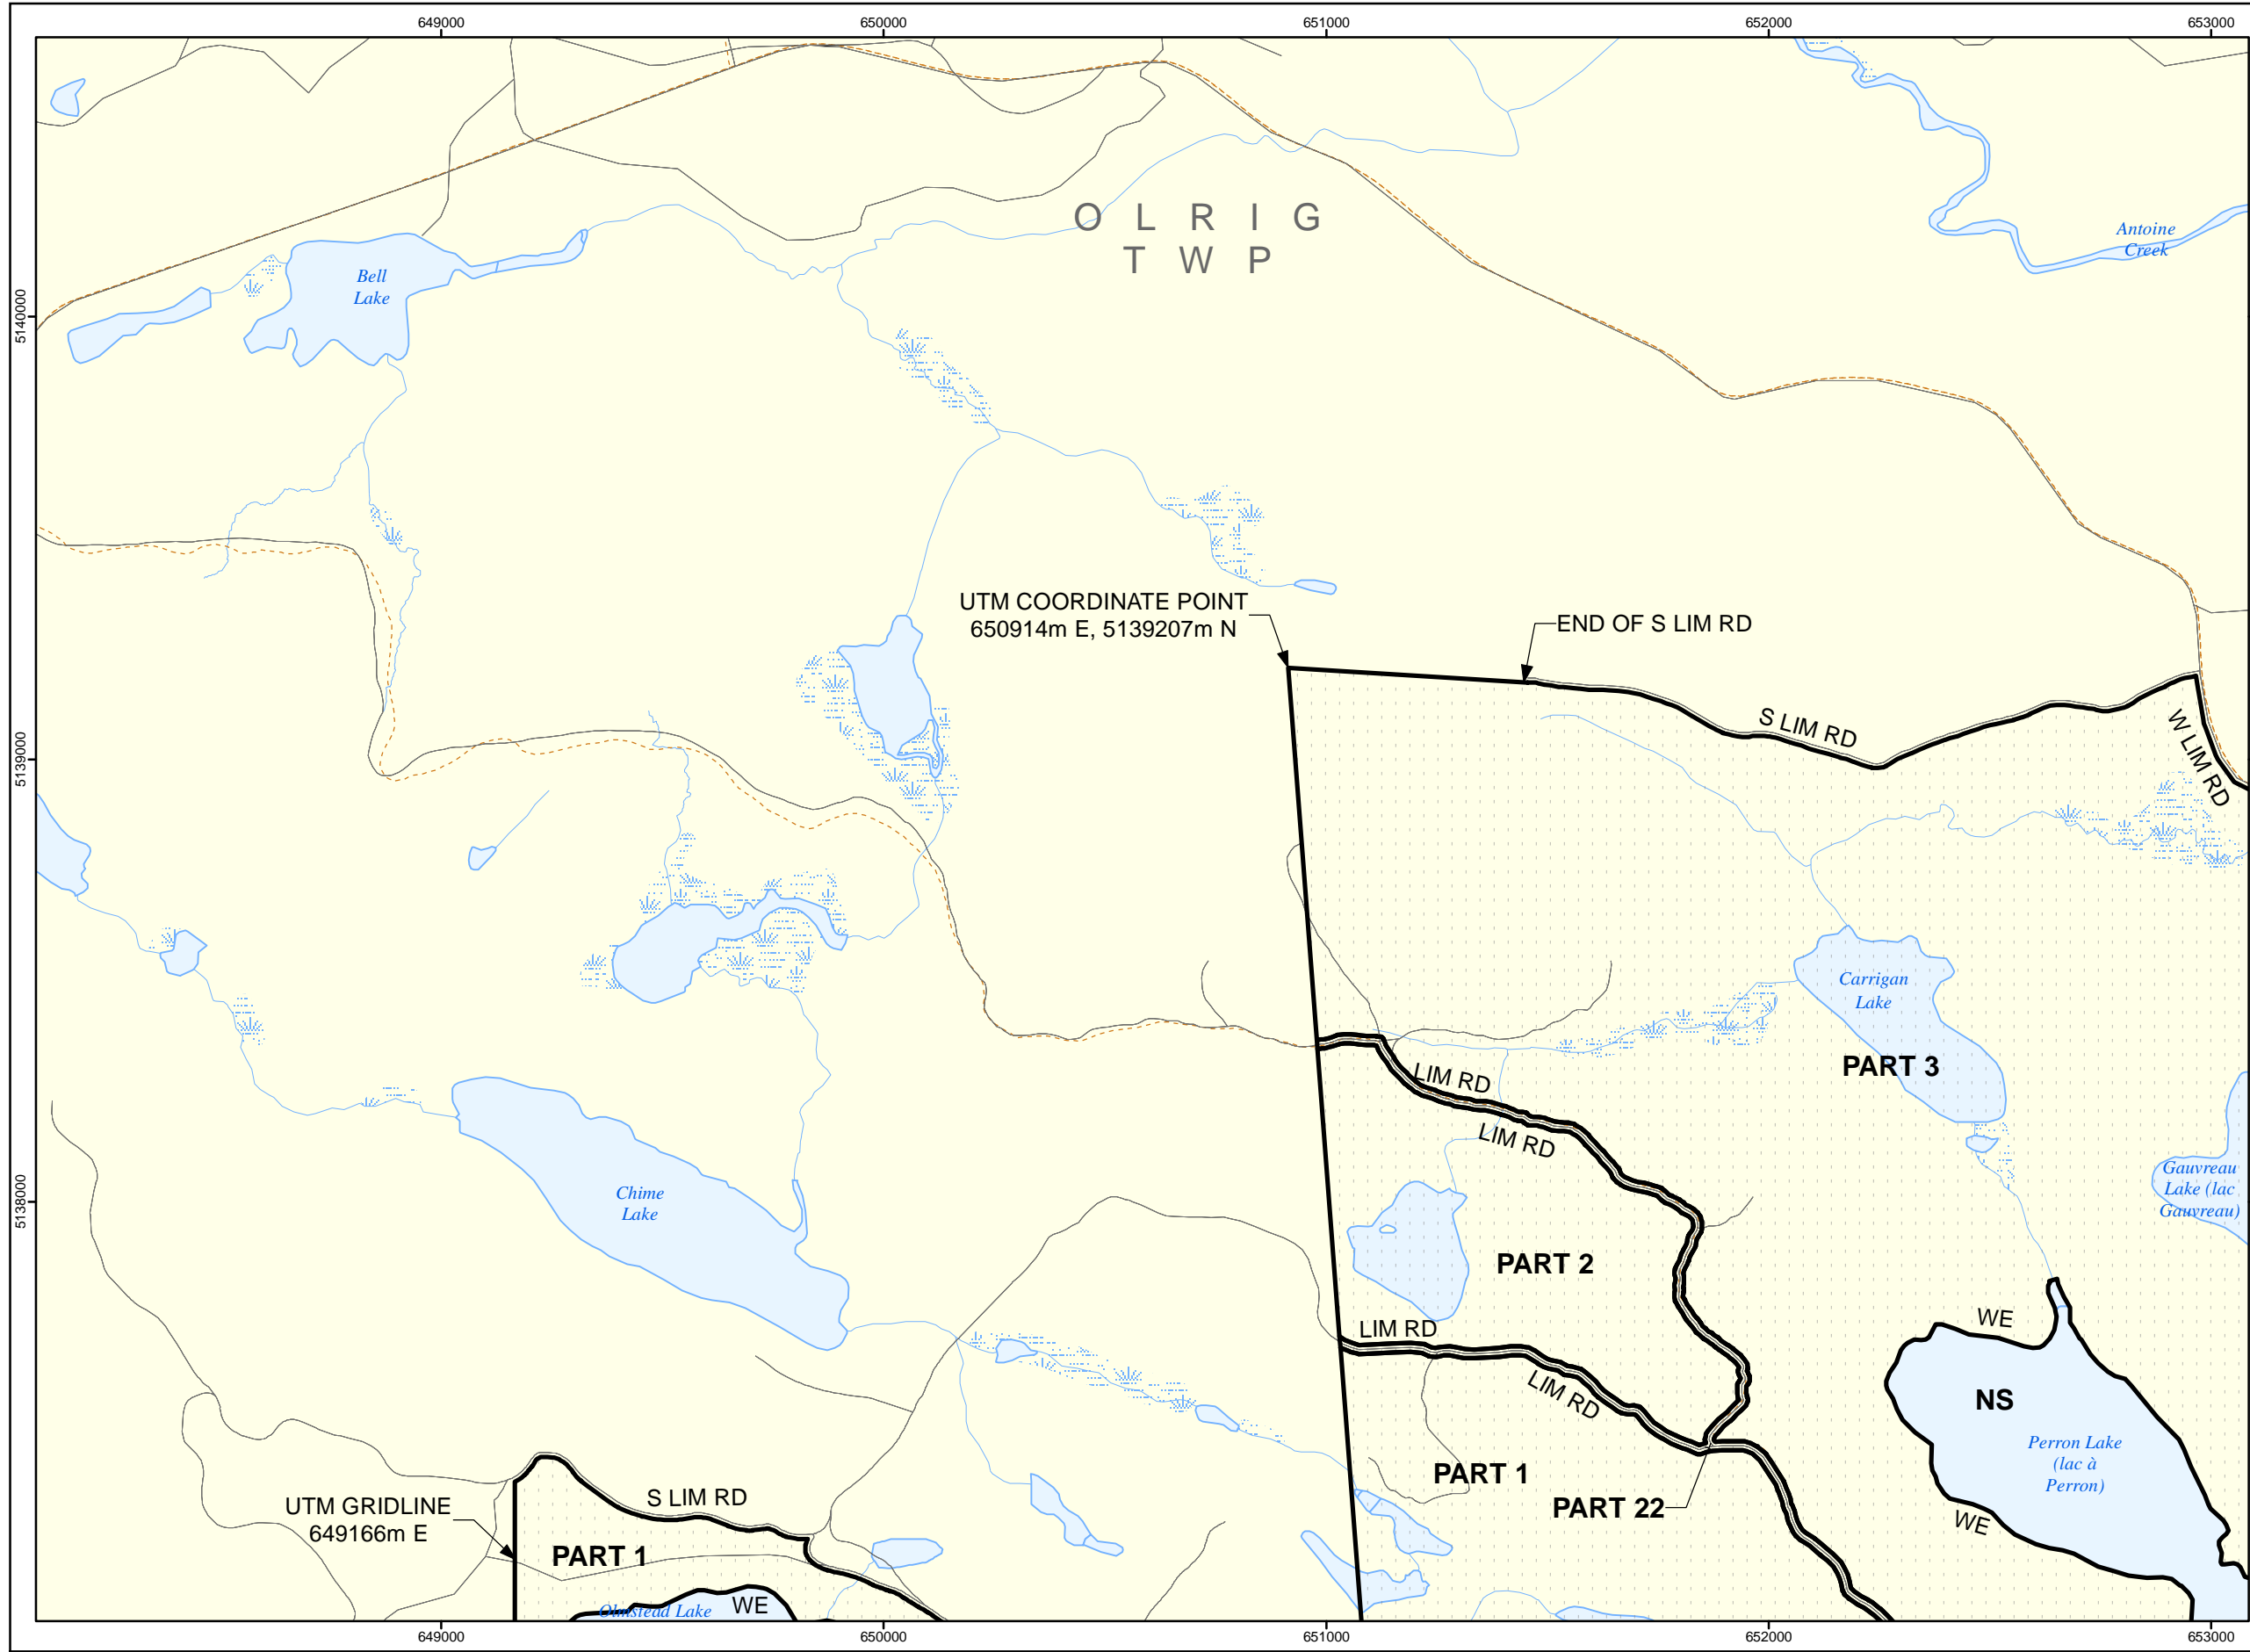 649000
650000
651000
652000
653000
O L R I G
T W P
Antoine
Creek
Bell
Lake
5140000
UTM COORDINATE POINT
650914m E, 5139207m N
END OF S LIM RD
S LIM RD
W LIM RD
5139000
Carrigan
Lake
PART 3
LIM RD
LIM RD
Gauvreau
Lake (lac
Gauvreau)
Chime
Lake
5138000
PART 2
LIM RD
WE
LIM RD
NS
Perron Lake
(lac à
Perron)
PART 1
PART 22
WE
S LIM RD
UTM GRIDLINE
649166m E
PART 1
Olmstead Lake
WE
649000
650000
651000
652000
653000